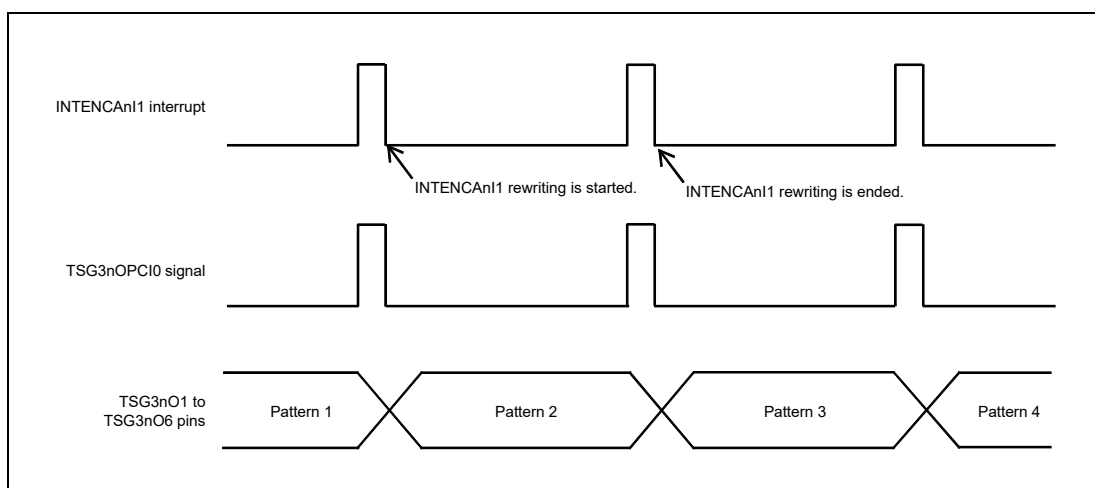 INTENCAnI1 interrupt
INTENCAnI1 rewriting is started.
INTENCAnI1 rewriting is ended.
TSG3nOPCI0 signal
TSG3nO1 to
TSG3nO6 pins
Pattern 1
Pattern 2
Pattern 3
Pattern 4